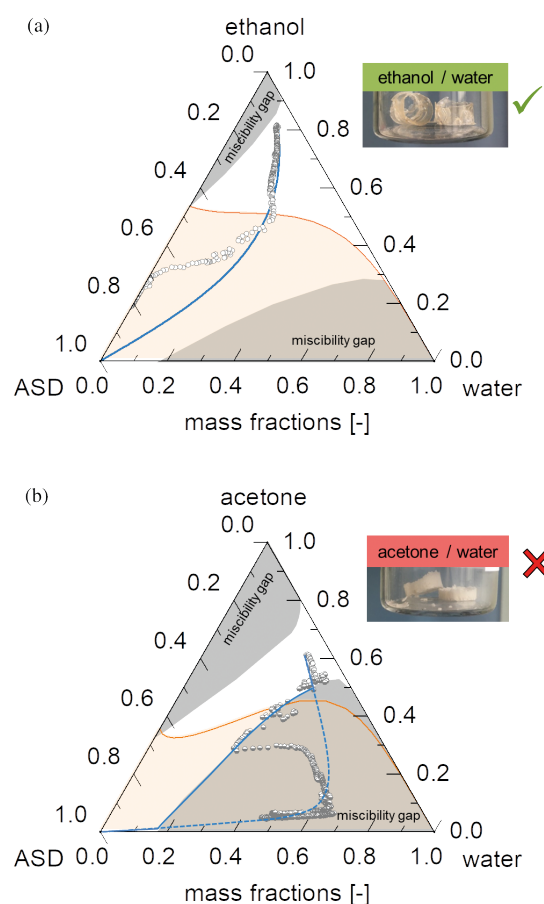 (a)
ethanol
0.0
1.0
ethanol / water
miscibility gap
0.2
0.8
0.4
0.6
0.6
0.4
0.8
0.2
miscibility gap
1.0
0.0
ASD 0.0 0.2 0.4 0.6 0.8 1.0 water
mass fractions [-]
(b)
acetone
0.0
1.0
acetone / water
miscibility gap
0.2
0.8
0.4
0.6
0.6
0.4
0.8
0.2
miscibility gap
1.0
0.0
ASD 0.0 0.2 0.4 0.6 0.8 1.0 water
mass fractions [-]